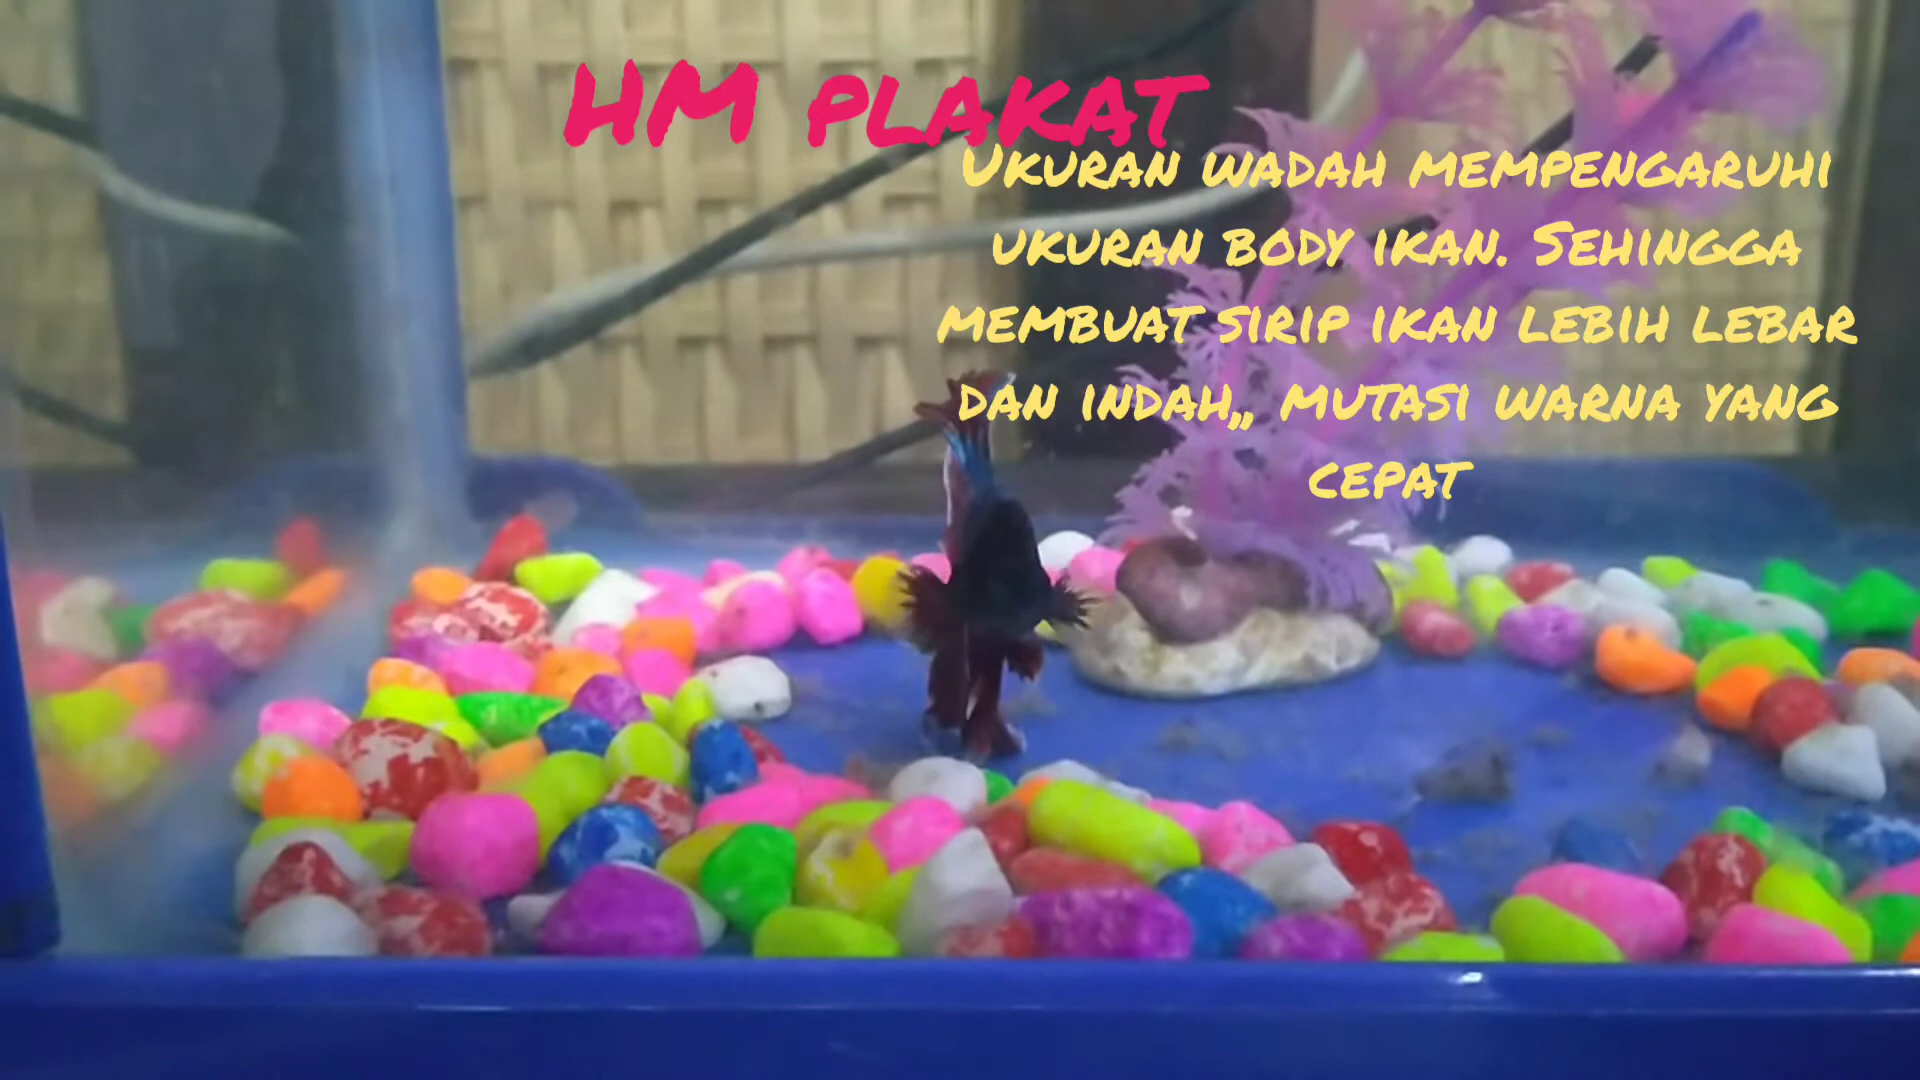 HM plakat
Ukuran wadah mempengaruhi
ukuran body ikan. Sehingga
membuat sirip ikan lebih lebar
dan indah,, mutasi warna yang
cepat